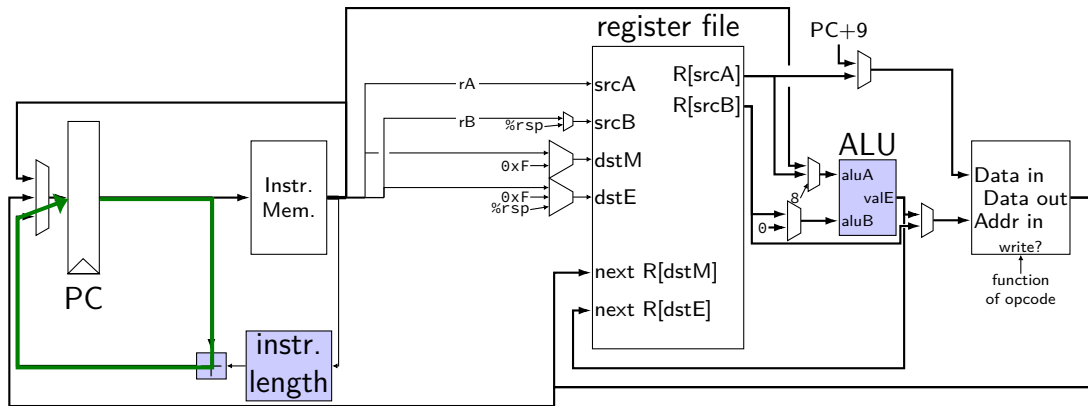 register file
PC+9
rA
srcA
R[srcA]
R[srcB]
rB
%rsp
srcB
0xF
dstM
0xF
%rsp
dstE
ALU
aluA
valE
aluB
8
0
Instr.
Mem.
Data in
Data out
Addr in
write?
function
of opcode
PC
next R[dstM]
next R[dstE]
instr.
length
+